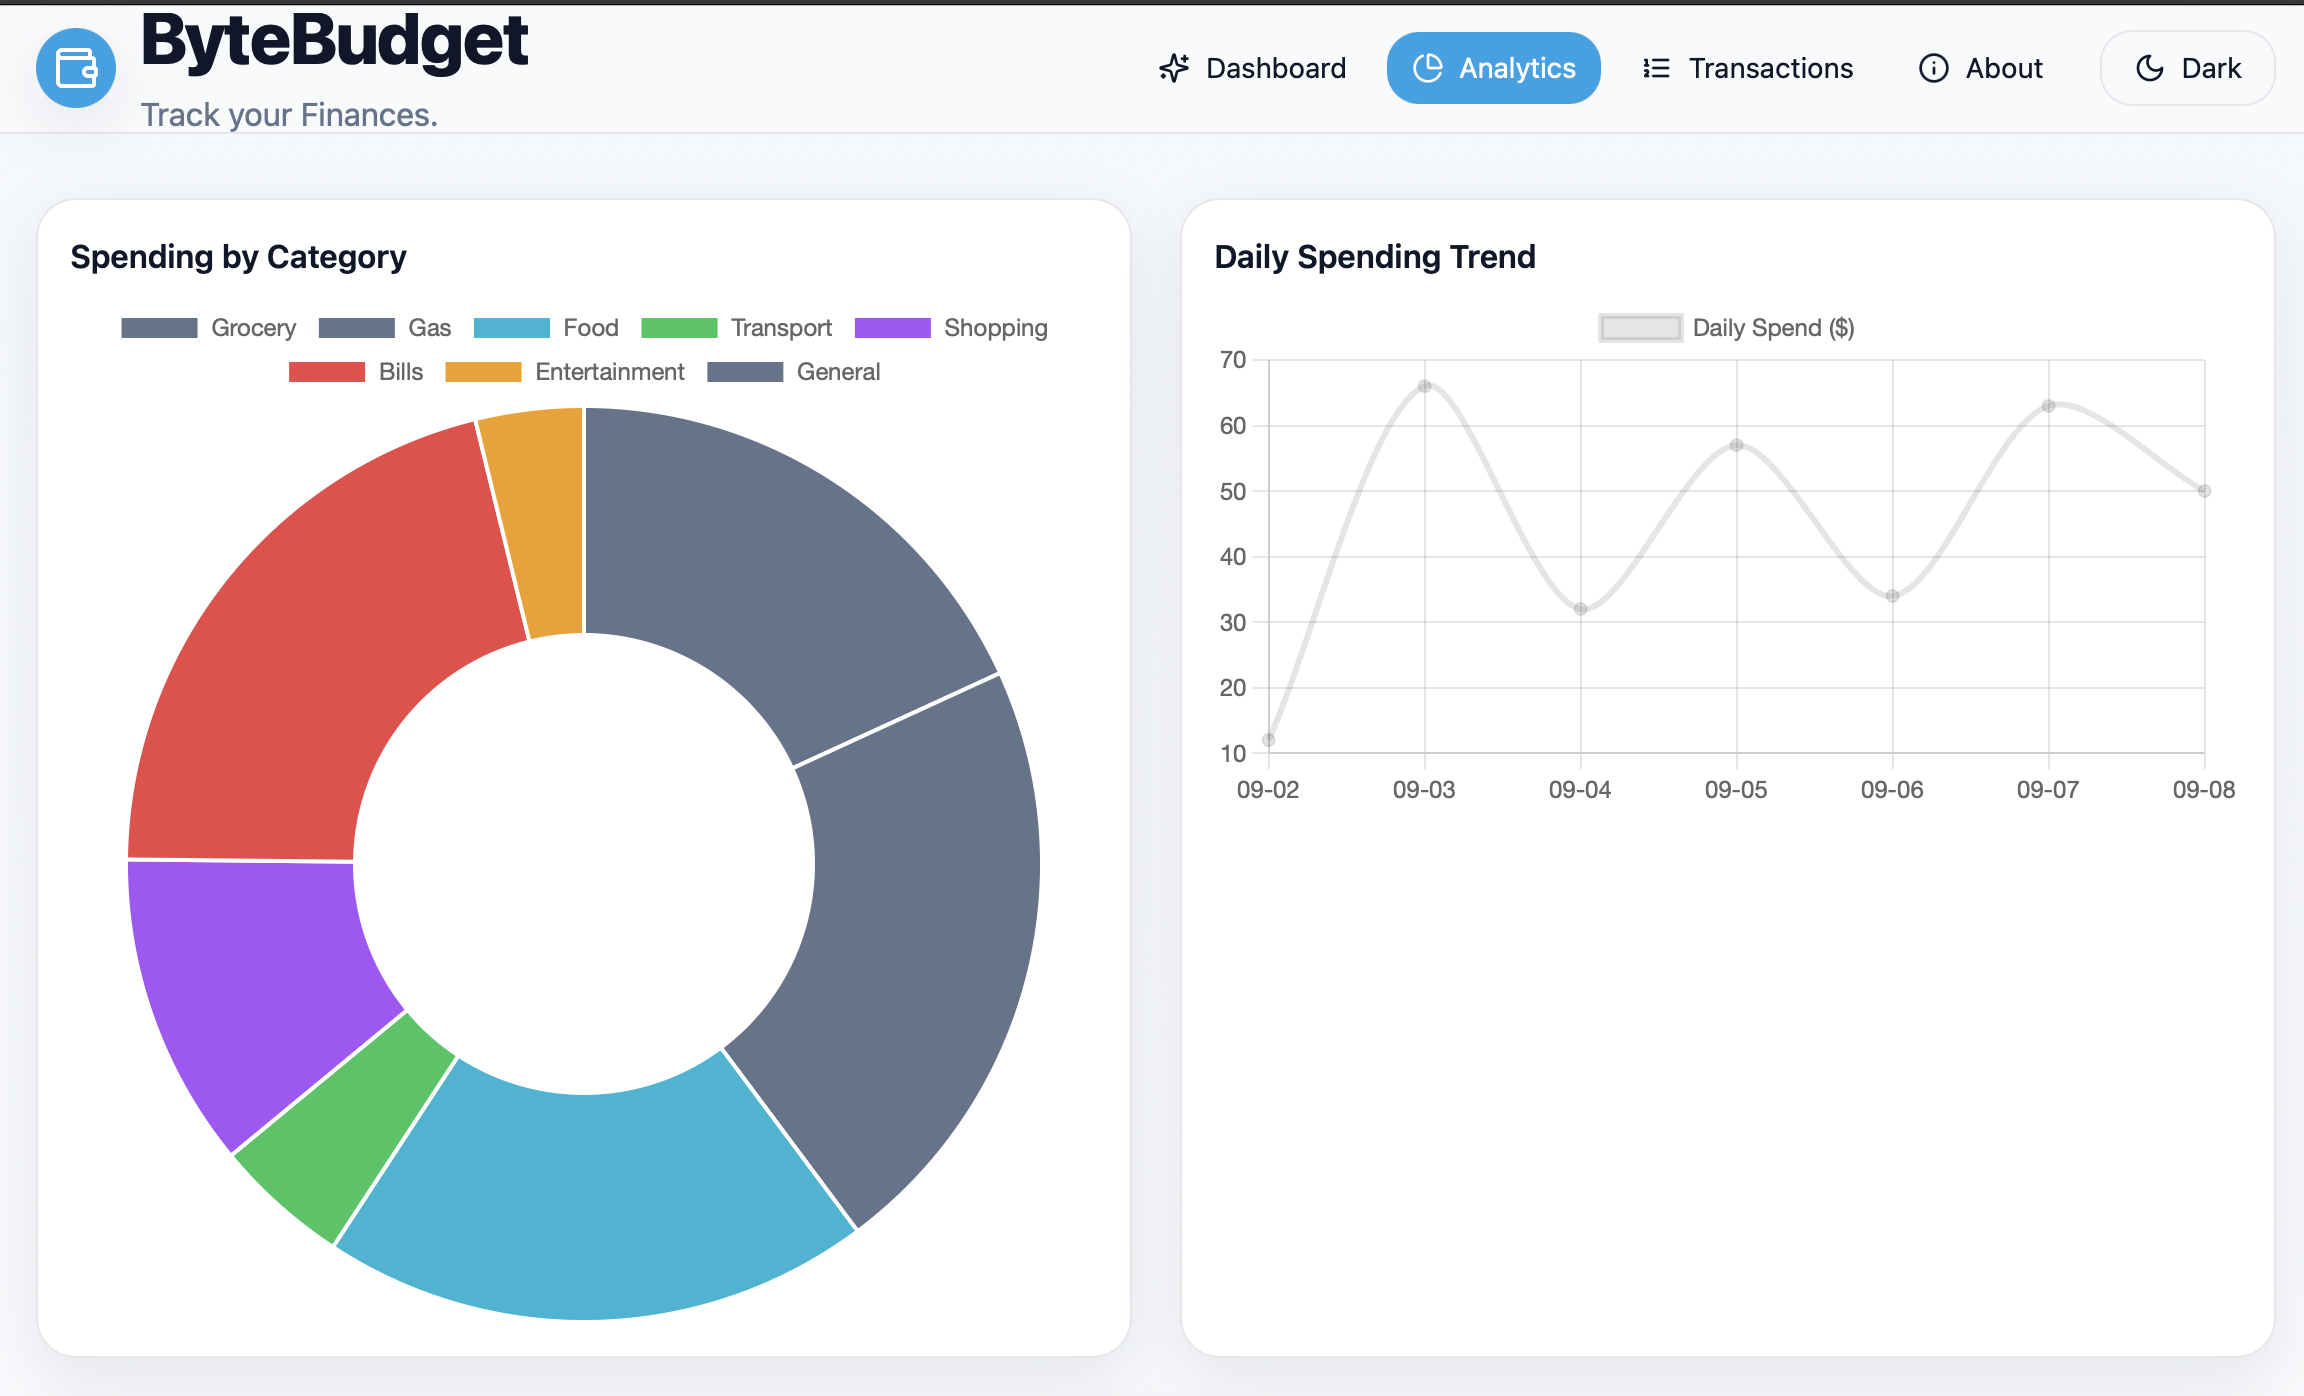 ByteBudget
Track your Finances.
Dashboard
Analytics
Transactions
About
Dark
Spending by Category
Grocery Gas Food Transport Shopping
Bills Entertainment General
Daily Spending Trend
Daily Spend ($)
70
60
50
40
30
20
10
09-02 09-03 09-04 09-05 09-06 09-07 09-08